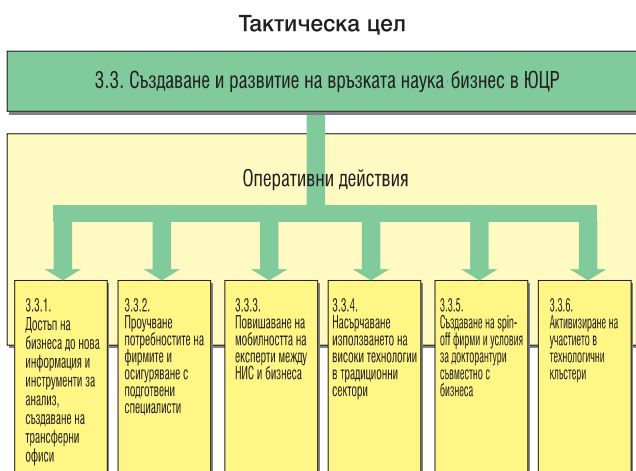 Тактическа цел
3.3. Създаване и развитие на връзката наука бизнес в ЮЦР
Оперативни действия
3.3.1.
Достъп на
бизнеса до нова
информация и
инструменти за
анализ,
създаване на
трансферни
офиси
3.3.2.
Проучване
потребностите на
фирмите и
осигуряване с
подготвени
специалисти
3.3.3.
Повишаване на
мобилността на
експерти между
НИС и бизнеса
3.3.4.
Насърчаване
използването на
високи технологии
в традиционни
сектори
3.3.5.
Създаване на spin-
off фирми и условия
за докторантури
съвместно с
бизнеса
3.3.6.
Активизиране на
участието в
технологични
клъстери